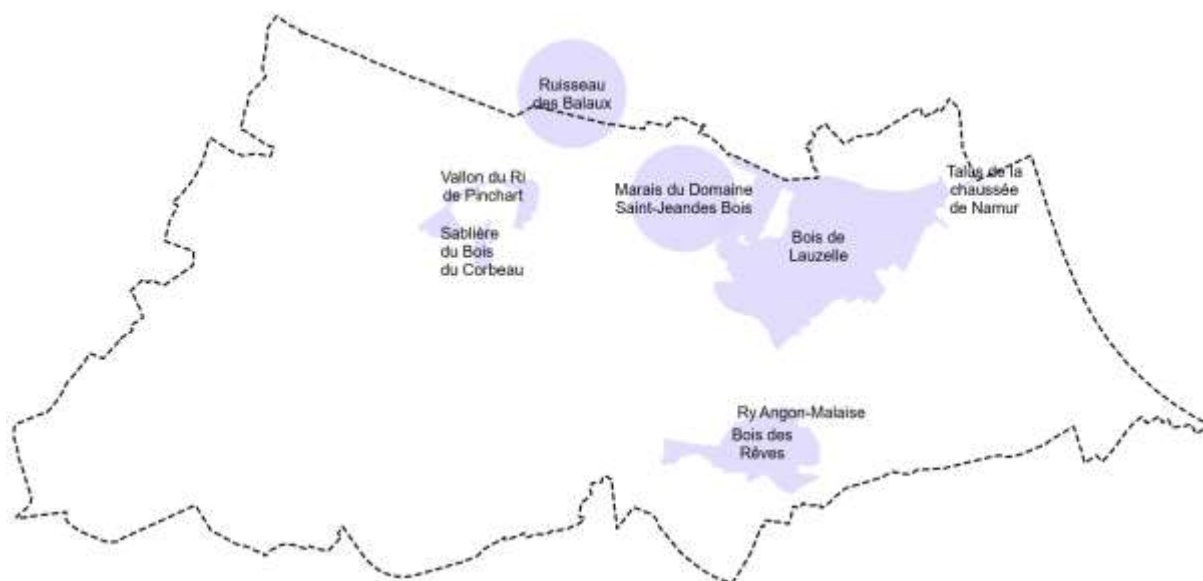 Ruisseau
des Balaux
Vallon du Ri
de Pinchart
Sablière
du Bois
du Corbeau
Marais du Domaine
Saint-Jeandes Bois
Bois de
Lauzelle
Talus de la
chaussée
de Namur
Ry Angon-Malaise
Bois des
Rêves